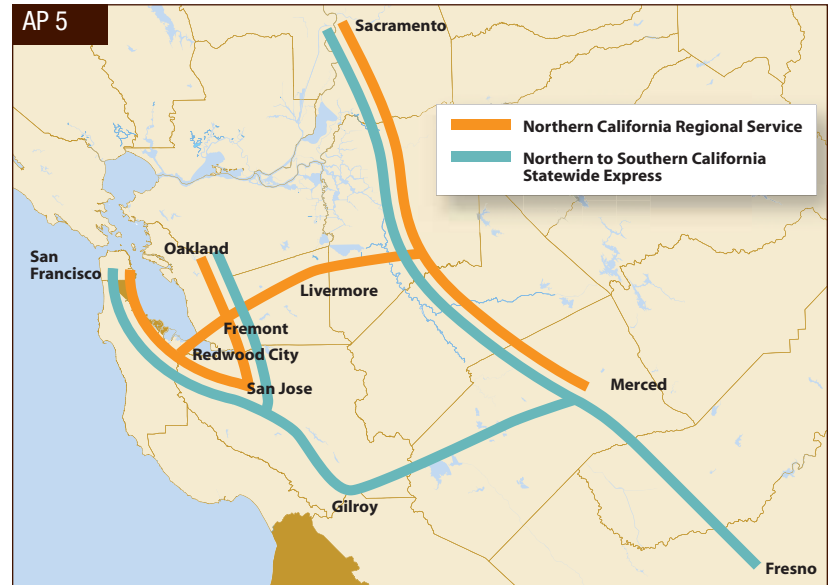 AP 5
Sacramento
Northern California Regional Service
Northern to Southern California
Statewide Express
San
Francisco
Oakland
Livermore
Fremont
Redwood City
San Jose
Merced
Gilroy
Fresno